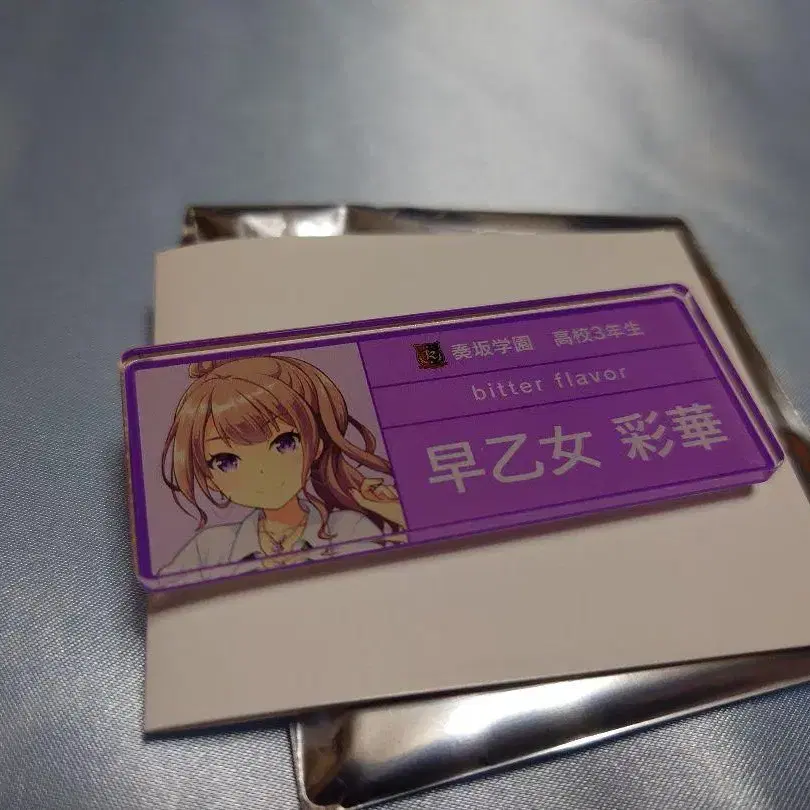 奏坂学園　高校3年生
bitter flavor
早乙女 彩華